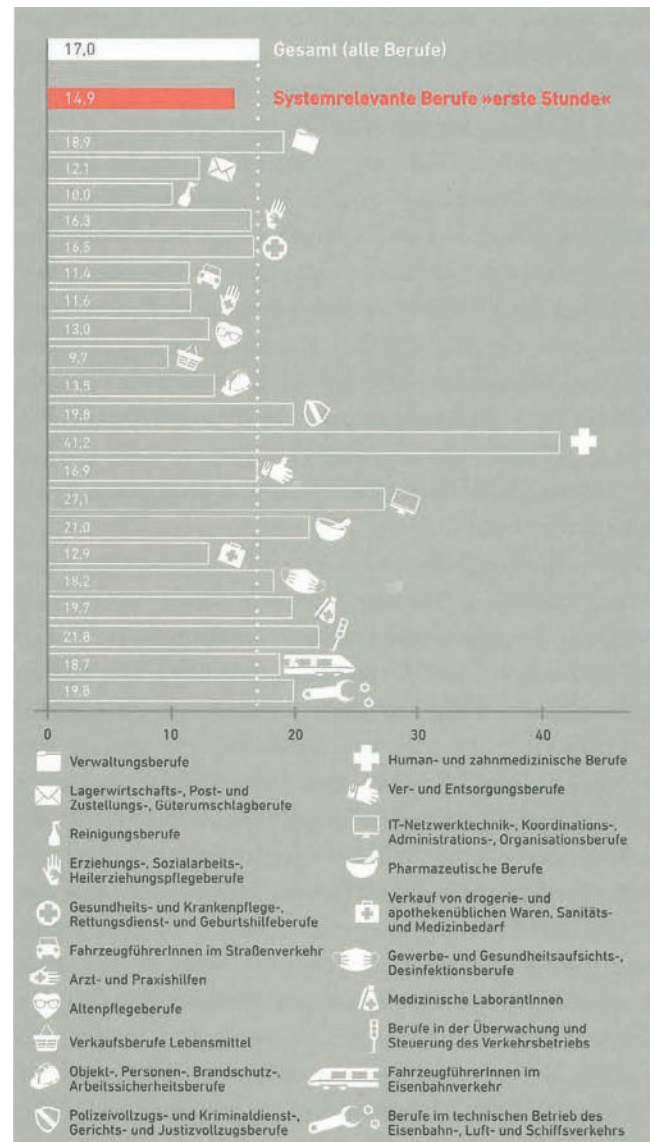 17,0 Gesamt (alle Berufe)
14,9 Systemrelevante Berufe »erste Stunde«
18,9
12,1
10,0
16,3
16,5
11,4
11,6
13,0
9,7
13,5
19,8
41,2
16,9
27,1
21,0
12,9
18,2
19,7
21,8
18,7
19,8
0 10 20 30 40
Verwaltungsberufe
Lagerwirtschafts-, Post- und
Zustellungs-, Güterumschlagberufe
Reinigungsberufe
Erziehungs-, Sozialarbeits-,
Heilerziehungspflegeberufe
Gesundheits- und Krankenpflege-,
Rettungsdienst- und Geburtshilfeberufe
FahrzeugführerInnen im Straßenverkehr
Arzt- und Praxishilfen
Altenpflegeberufe
Verkaufsberufe Lebensmittel
Objekt-, Personen-, Brandschutz-,
Arbeitssicherheitsberufe
Polizeivollzugs- und Kriminaldienst-,
Gerichts- und Justizvollzugsberufe
Human- und zahnmedizinische Berufe
Ver- und Entsorgungsberufe
IT-Netzwerktechnik-, Koordinations-,
Administrations-, Organisationsberufe
Pharmazeutische Berufe
Verkauf von drogerie- und
apothekenüblichen Waren, Sanitäts-
und Medizinbedarf
Gewerbe- und Gesundheitsaufsichts-,
Desinfektionsberufe
Medizinische LaborantInnen
Berufe in der Überwachung und
Steuerung des Verkehrsbetriebs
FahrzeugführerInnen im
Eisenbahnverkehr
Berufe im technischen Betrieb des
Eisenbahn-, Luft- und Schiffsverkehrs